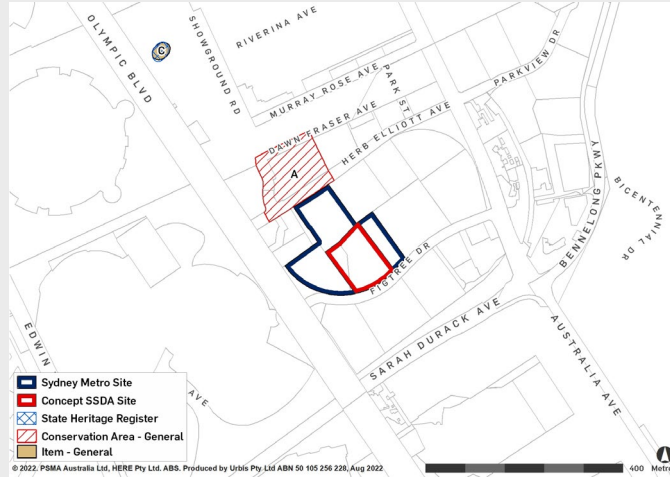 OLYMPIC BLVD
C
SHOWGROUND RD
RIVERINA AVE
MURRAY ROSE AVE
PARK ST
PARKVIEW DR
DAWN FRASER AVE
HERB ELLIOTT AVE
A
BENNELONG PKWY
BICENTENNIAL DR
FIGTREE DR
SARAH DURACK AVE
AUSTRALIA AVE
EDWIN
AVE
Sydney Metro Site
Concept SSDA Site
State Heritage Register
Conservation Area - General
Item - General
© 2022. PSMA Australia Ltd, HERE Pty Ltd. ABS. Produced by Urbis Pty Ltd ABN 50 105 256 228, Aug 2022
400 Metre